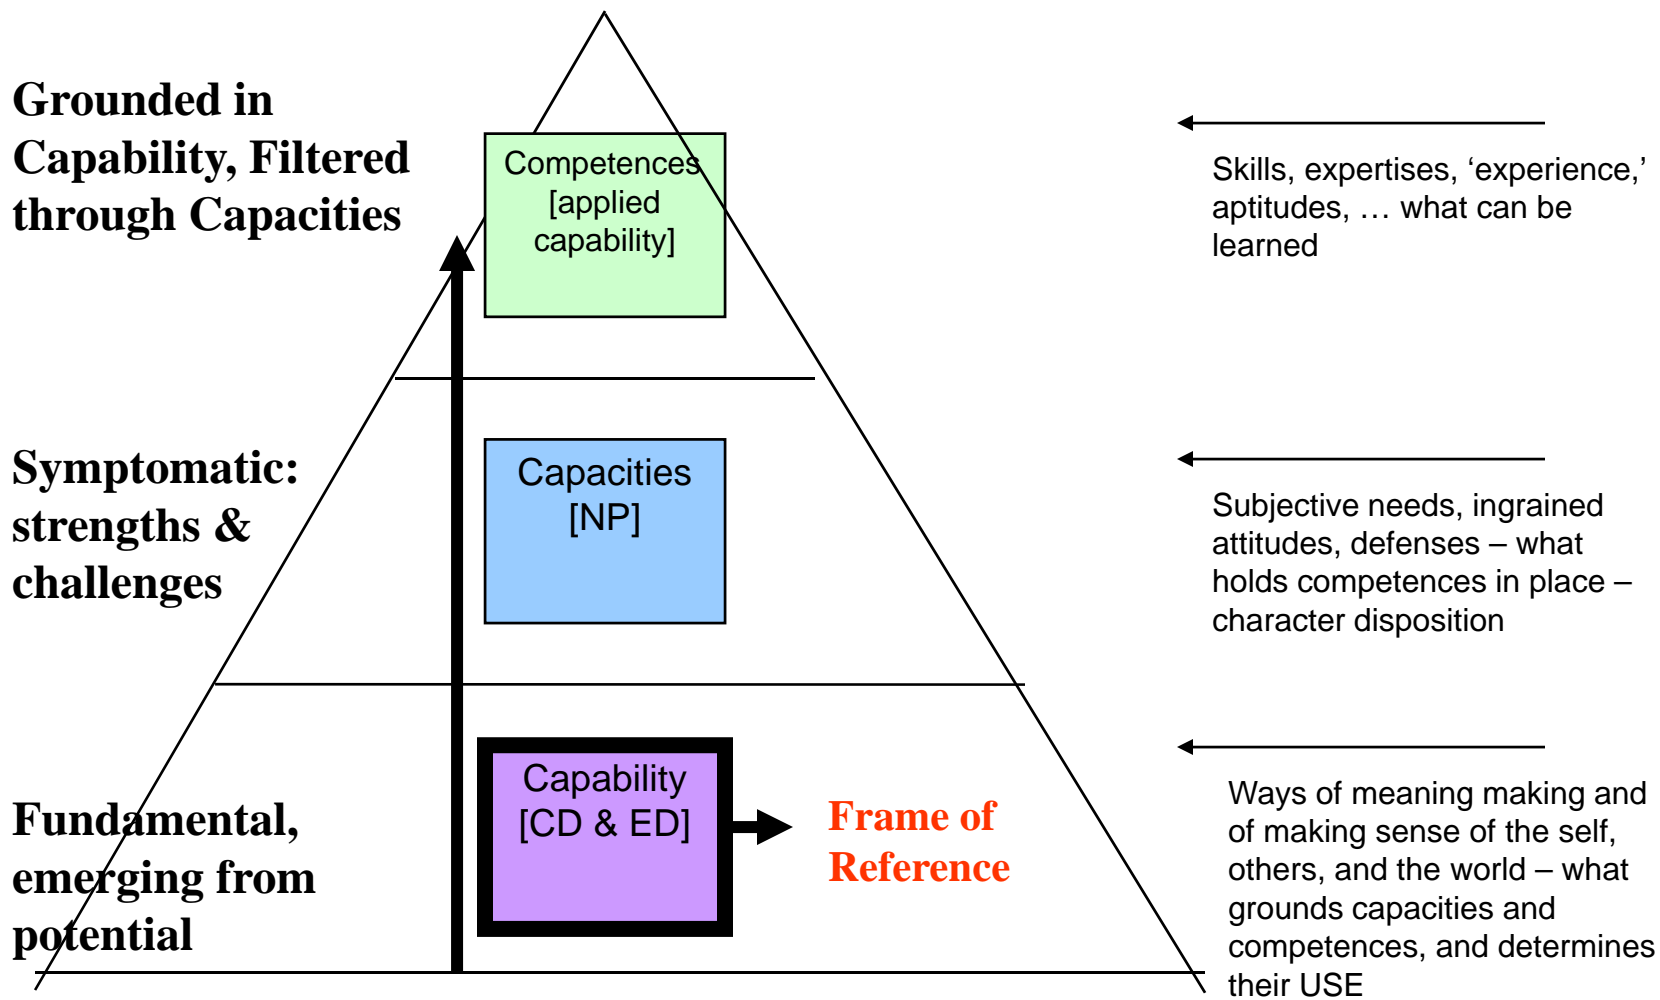 Grounded in
Capability, Filtered
through Capacities
Competences
[applied
capability]
Skills, expertises, ‘experience,’
aptitudes, … what can be
learned
Symptomatic:
strengths &
challenges
Capacities
[NP]
Subjective needs, ingrained
attitudes, defenses – what
holds competences in place –
character disposition
Fundamental,
emerging from
potential
Capability
[CD & ED]
Frame of
Reference
Ways of meaning making and
of making sense of the self,
others, and the world – what
grounds capacities and
competences, and determines
their USE